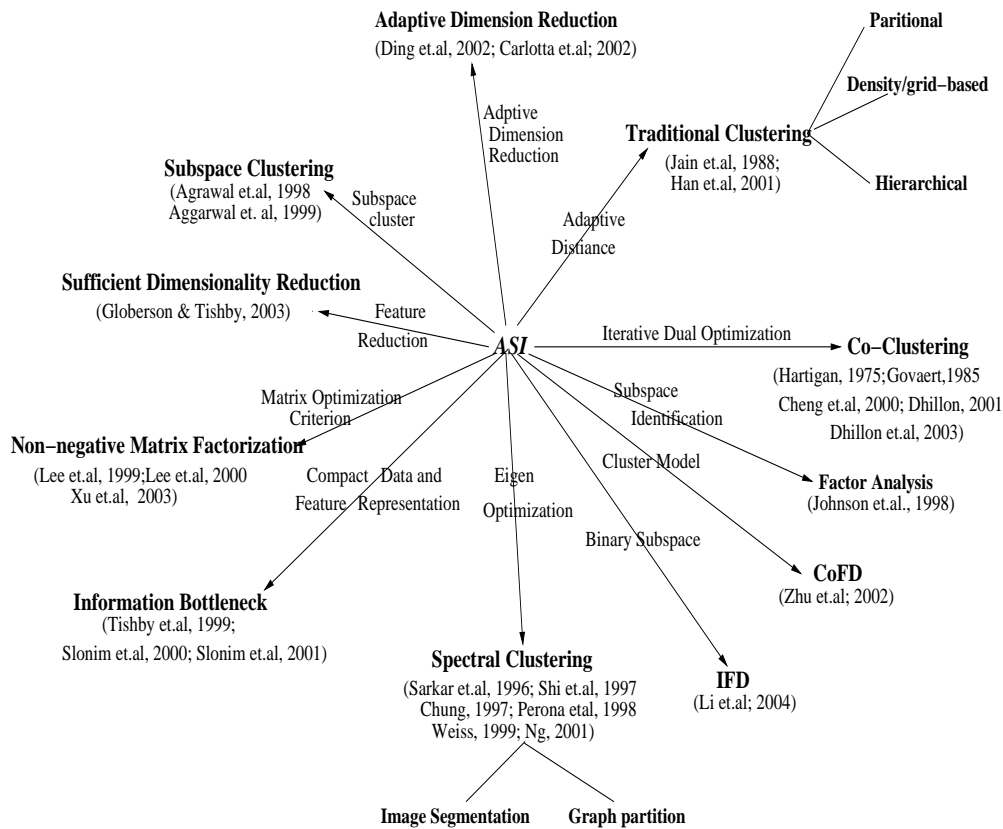 Adaptive Dimension Reduction
(Ding et.al, 2002; Carlotta et.al; 2002)
Adptive
Dimension
Reduction
Paritional
Density/grid−based
Hierarchical
Traditional Clustering
(Jain et.al, 1988;
Han et.al, 2001)
Adaptive
Distiance
Subspace Clustering
(Agrawal et.al, 1998
Aggarwal et. al, 1999)
Subspace
cluster
Sufficient Dimensionality Reduction
(Globerson & Tishby, 2003)
Feature
Reduction
ASI
Iterative Dual Optimization
Co−Clustering
(Hartigan, 1975;Govaert,1985
Cheng et.al, 2000; Dhillon, 2001
Dhillon et.al, 2003)
Matrix Optimization
Criterion
Non−negative Matrix Factorization
(Lee et.al, 1999;Lee et.al, 2000
Xu et.al, 2003)
Subspace
Identification
Factor Analysis
(Johnson et.al., 1998)
Compact Data and
Feature Representation
Information Bottleneck
(Tishby et.al, 1999;
Slonim et.al, 2000; Slonim et.al, 2001)
Eigen
Optimization
Spectral Clustering
(Sarkar et.al, 1996; Shi et.al, 1997
Chung, 1997; Perona etal, 1998
Weiss, 1999; Ng, 2001)
Image Segmentation
Graph partition
Cluster Model
CoFD
(Zhu et.al; 2002)
Binary Subspace
IFD
(Li et.al; 2004)